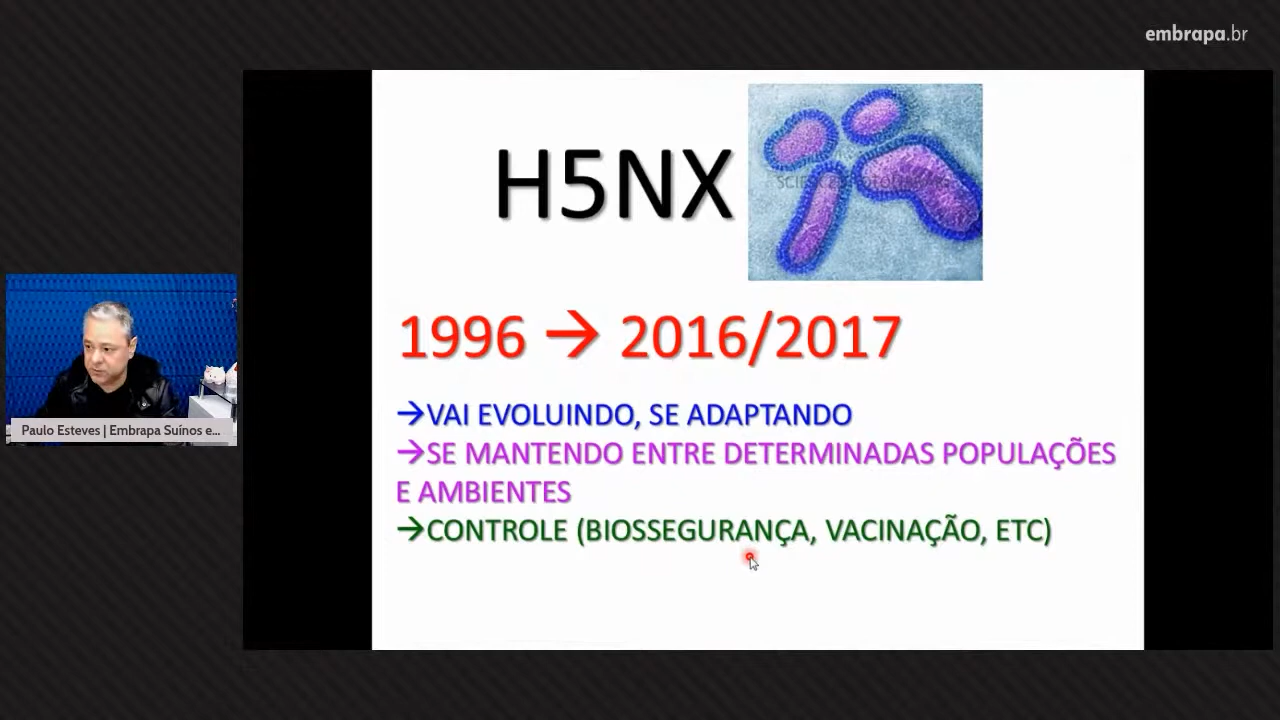 embrapa.br
H5NX
1996 → 2016/2017
→VAI EVOLUINDO, SE ADAPTANDO
→SE MANTENDO ENTRE DETERMINADAS POPULAÇÕES
E AMBIENTES
→CONTROLE (BIOSSEGURANÇA, VACINAÇÃO, ETC)
Paulo Esteves | Embrapa Suínos e...